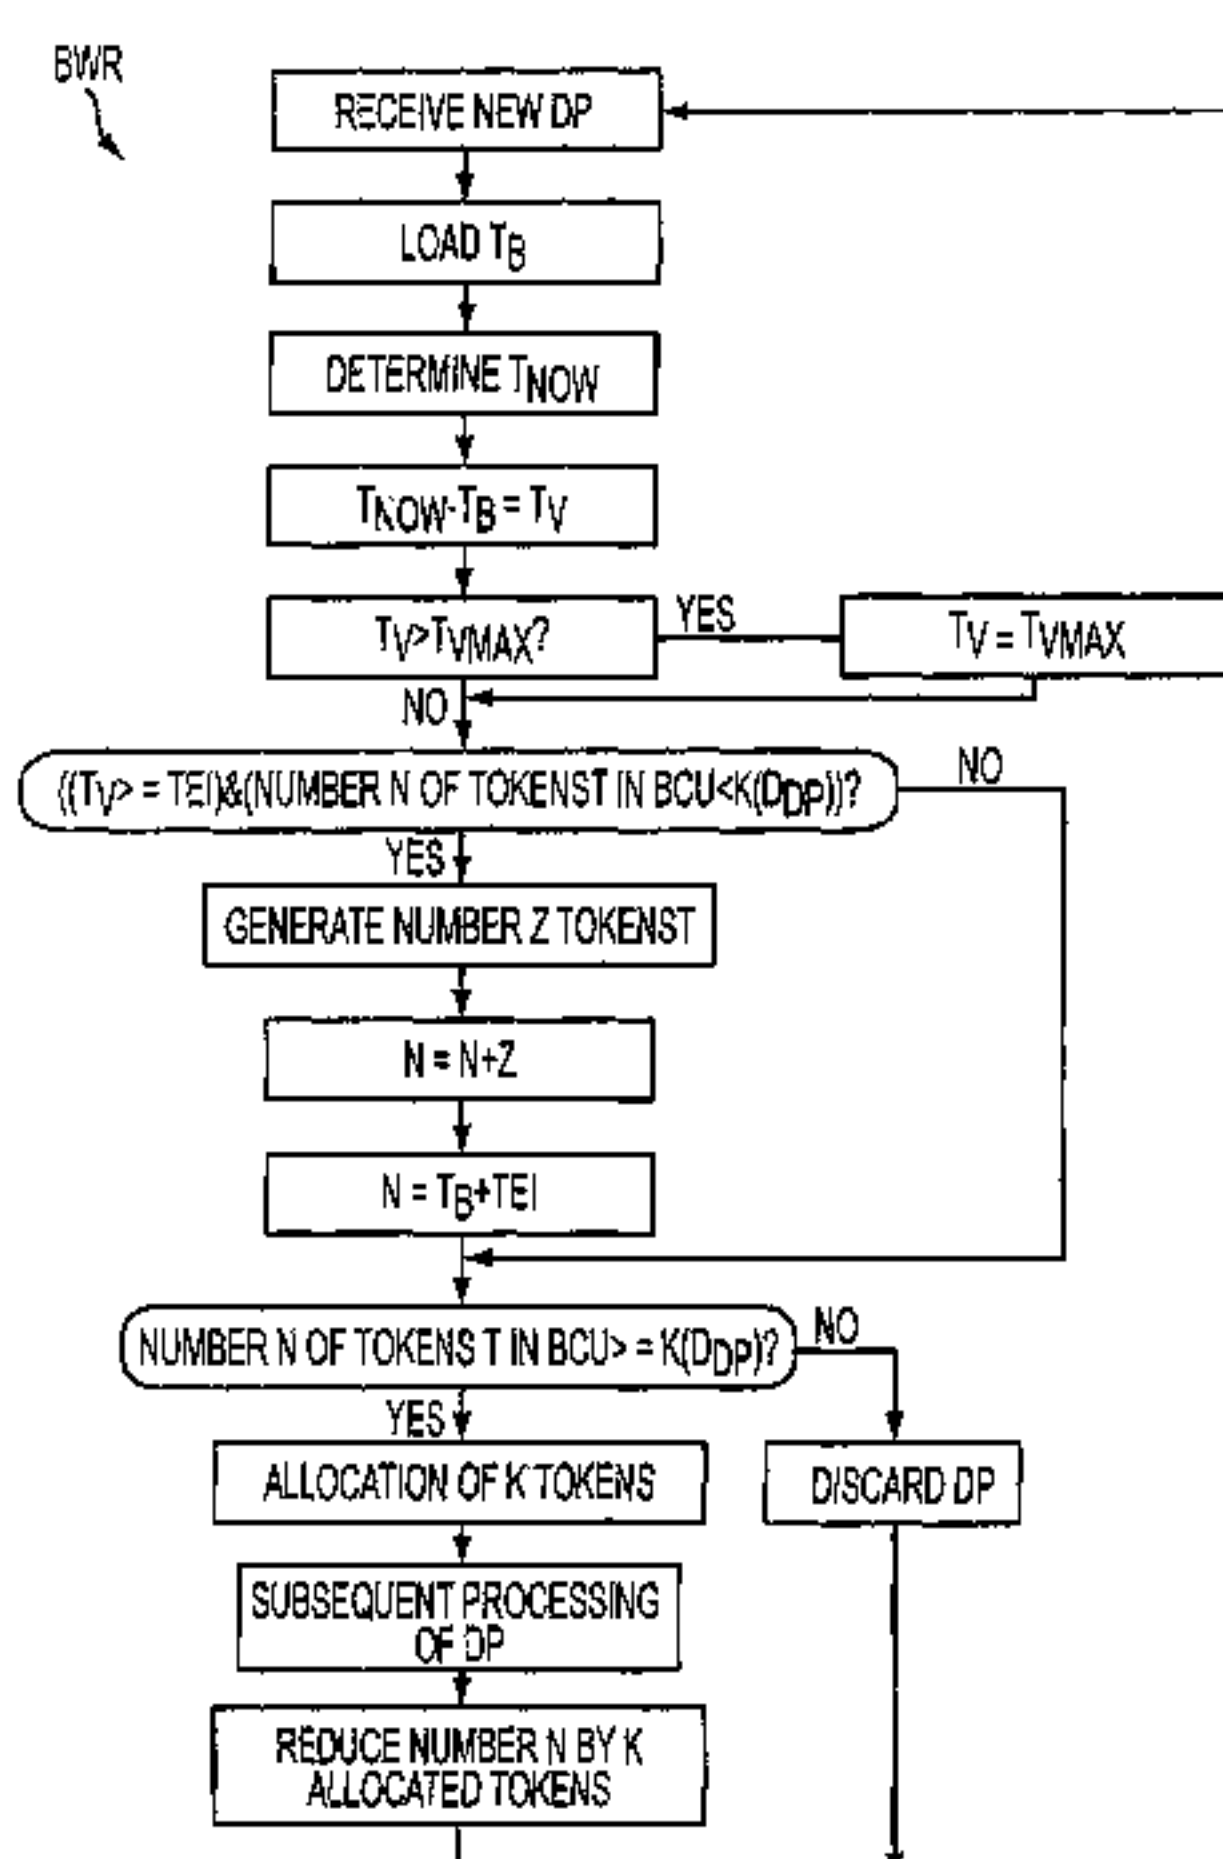 BWR
RECEIVE NEW DP
LOAD TB
DETERMINE TNOW
TNOW-TB = TV
TV>TVMAX?
YES
TV = TVMAX
NO
((TV> = TEI)&(NUMBER N OF TOKENST IN BCU<K(DDP))?
NO
YES
GENERATE NUMBER Z TOKENST
N = N+Z
N = TB+TEI
NUMBER N OF TOKENS T IN BCU> = K(DDP)?
NO
YES
ALLOCATION OF K TOKENS
DISCARD DP
SUBSEQUENT PROCESSING
OF DP
REDUCE NUMBER N BY K
ALLOCATED TOKENS